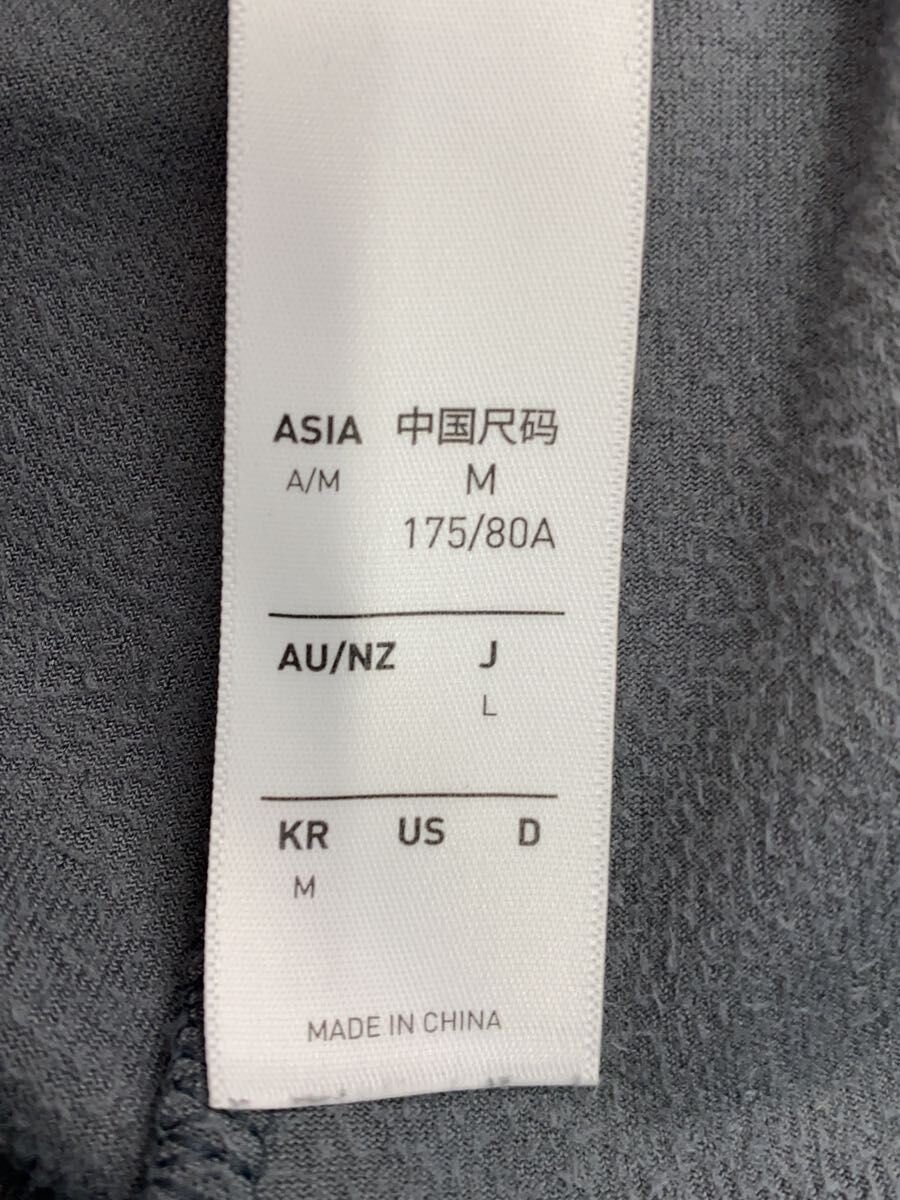 ASIA 中国尺码
A/M M
175/80A
AU/NZ J
L
KR US D
M
MADE IN CHINA